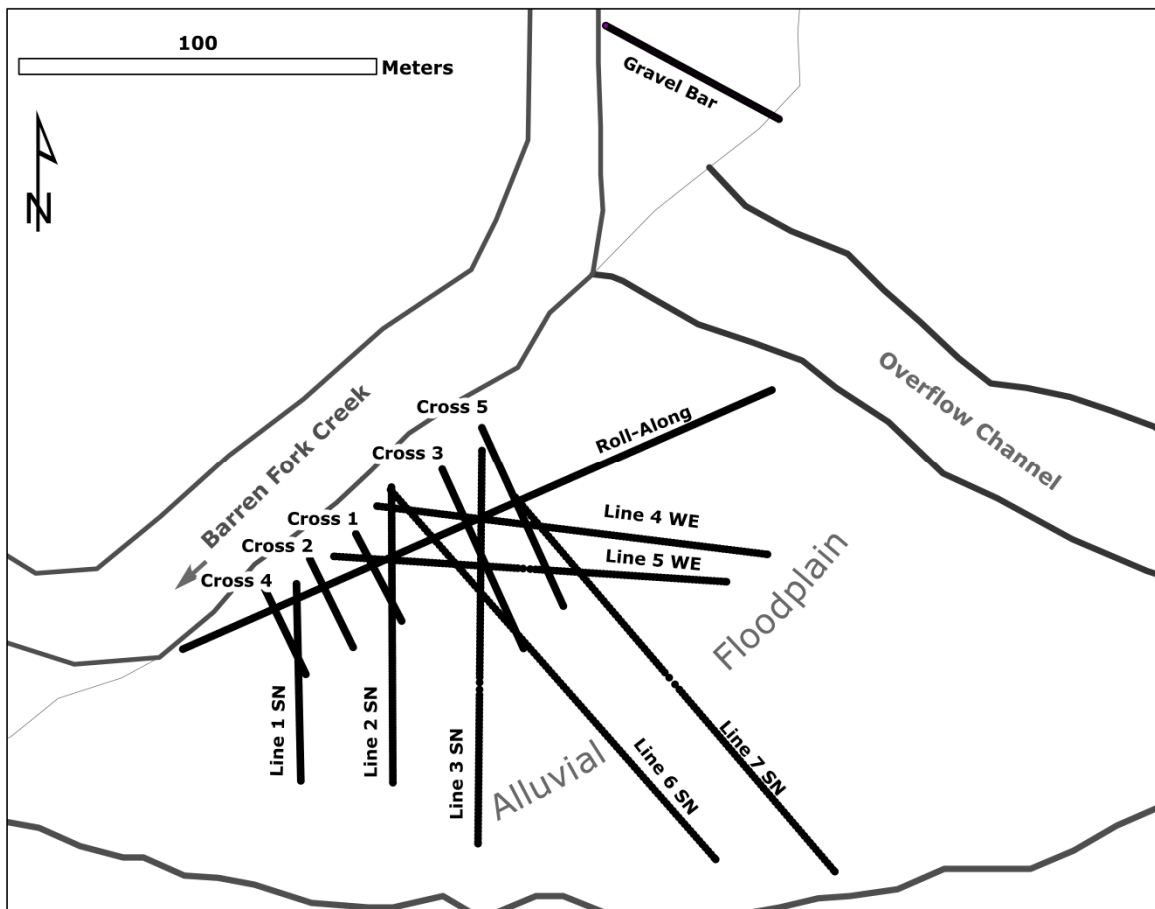 100
Meters
Gravel Bar
N
Overflow Channel
Barren Fork Creek
Cross 5
Roll-Along
Cross 3
Line 4 WE
Cross 1
Cross 2
Line 5 WE
Cross 4
Floodplain
Line 1 SN
Line 2 SN
Line 3 SN
Alluvial
Line 6 SN
Line 7 SN